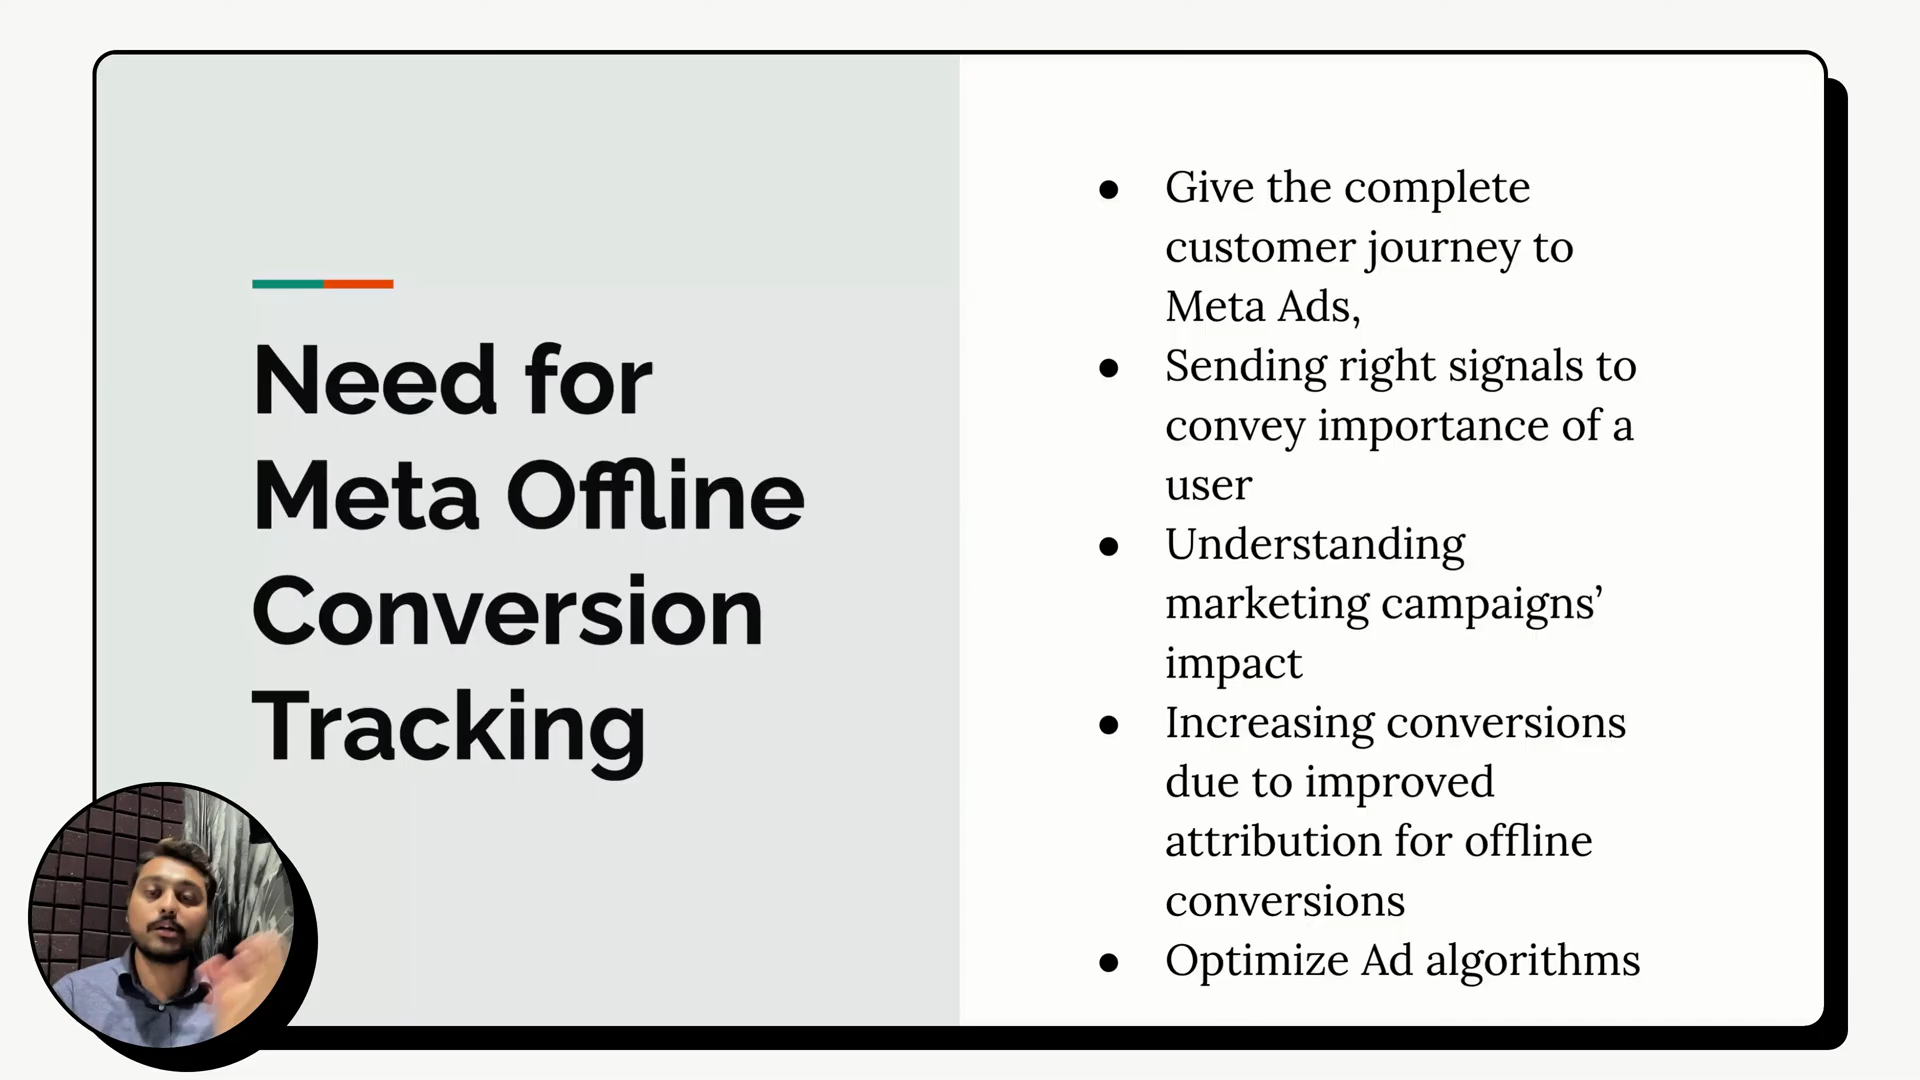 Need for
Meta Offline
Conversion
Tracking
● Give the complete
customer journey to
Meta Ads,
● Sending right signals to
convey importance of a
user
● Understanding
marketing campaigns’
impact
● Increasing conversions
due to improved
attribution for offline
conversions
● Optimize Ad algorithms